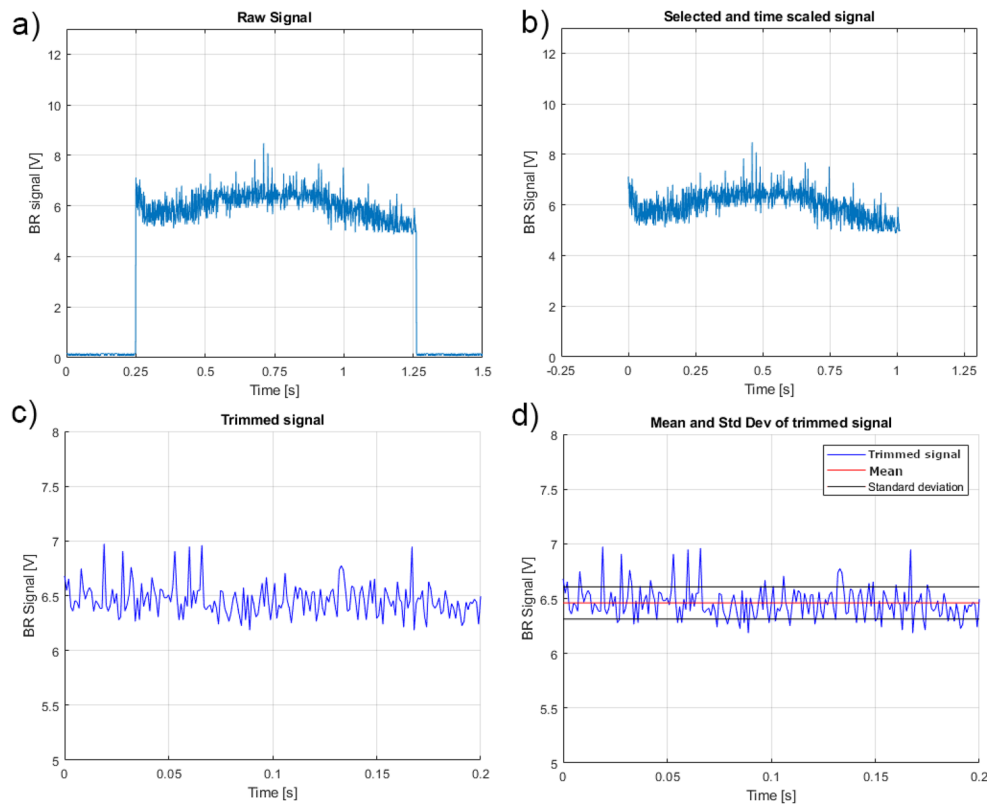 a)
Raw Signal
BR signal [V]
12
10
8
6
4
2
0
0 0.25 0.5 0.75 1 1.25 1.5
Time [s]
b)
Selected and time scaled signal
BR Signal [V]
12
10
8
6
4
2
0
-0.25 0 0.25 0.5 0.75 1 1.25
Time [s]
c)
Trimmed signal
BR Signal [V]
8
7.5
7
6.5
6
5.5
5
0 0.05 0.1 0.15 0.2
Time [s]
d)
Mean and Std Dev of trimmed signal
BR Signal [V]
8
7.5
7
6.5
6
5.5
5
Trimmed signal
Mean
Standard deviation
0 0.05 0.1 0.15 0.2
Time [s]